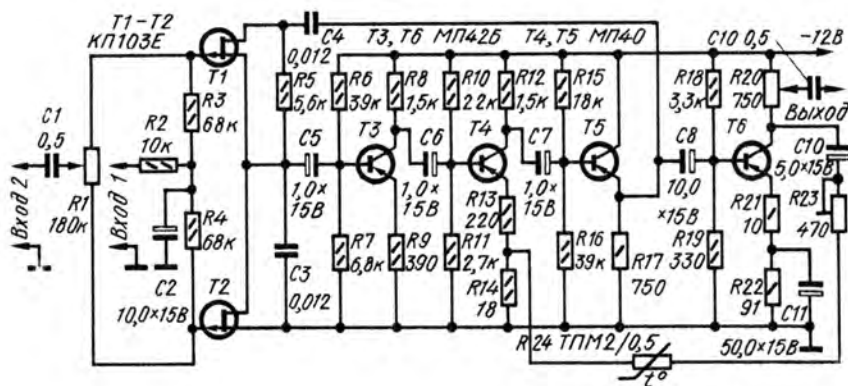 T1-T2
КП103Е
T1
C4
0,012
T3, T6 МП42Б
T4, T5 МП40
C10 0,5
-12В
R5
5,6к
R6
39к
R8
1,5к
R10
22к
R12
1,5к
R15
18к
R18
3,3к
R20
750
Выход
R3
68к
C1
0,5
R2
10к
C5
1,0×
15В
T3
C6
1,0×
15В
T4
C7
1,0×
15В
T5
C8
10,0
×15В
T6
C10
5,0×15В
Вход 2
R1
180к
Вход 1
R4
68к
R13
220
R21
10
R23
470
C2
10,0×15В
T2
C3
0,012
R7
6,8к
R9
390
R11
2,7к
R14
18
R16
39к
R17
750
R19
330
R22
91
C11
50,0×15В
R24 ТПМ2/0,5
t°